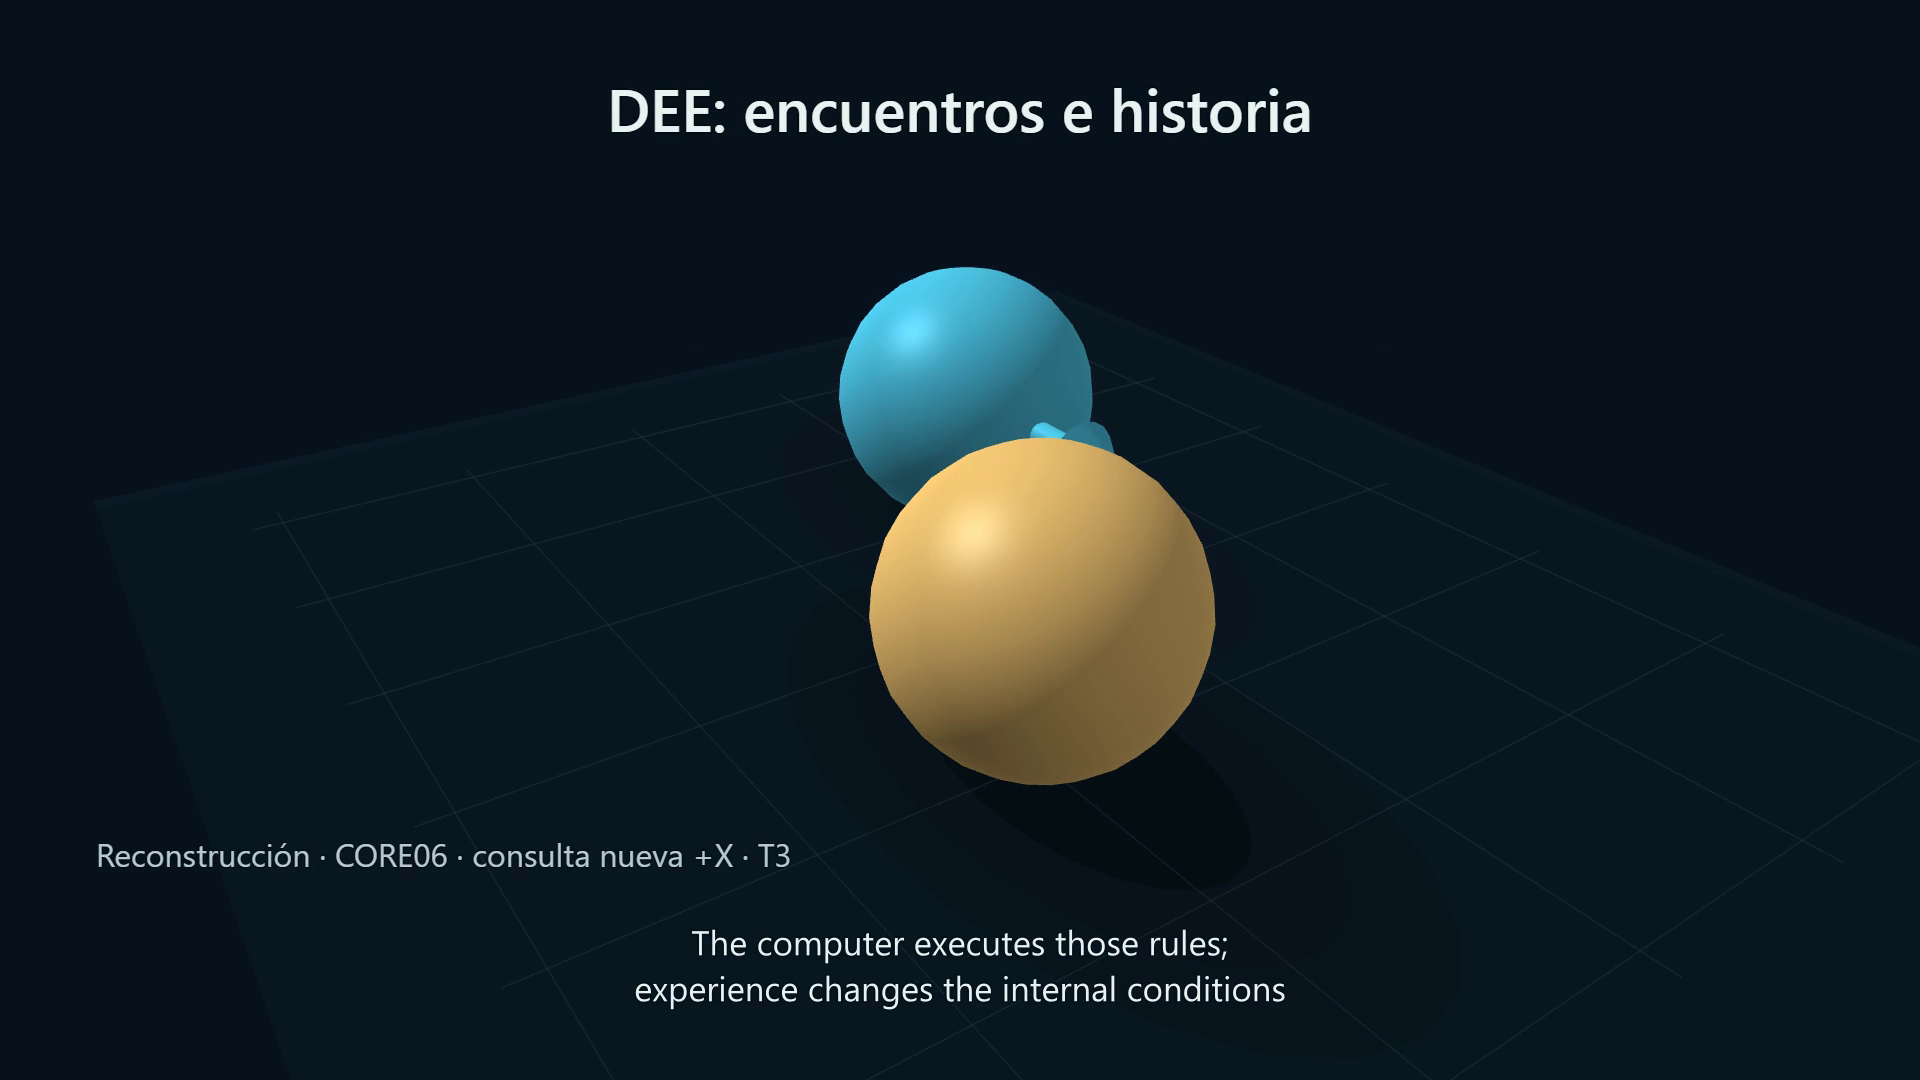 DEE: encuentros e historia
Reconstrucción · CORE06 · consulta nueva +X · T3
The computer executes those rules;
experience changes the internal conditions